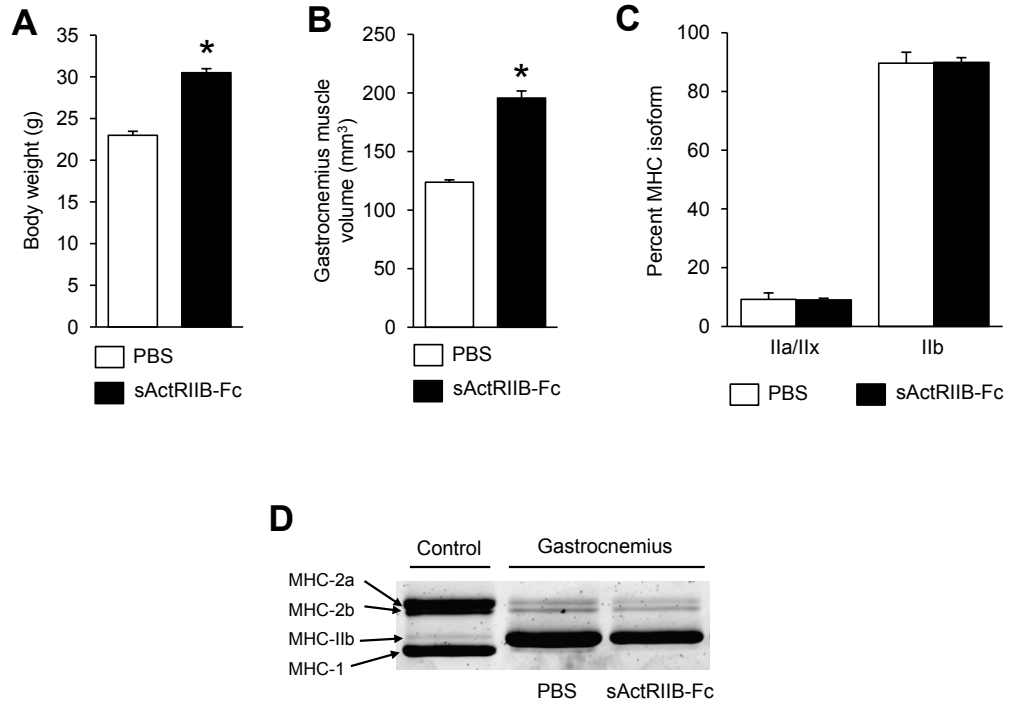 A
Body weight (g)
35
30
25
20
15
10
5
0
*
PBS
sActRIIB-Fc
B
Gastrocnemius muscle
volume (mm³)
250
200
150
100
50
0
*
PBS
sActRIIB-Fc
C
Percent MHC isoform
100
80
60
40
20
0
IIa/IIx
IIb
PBS
sActRIIB-Fc
D
Control
Gastrocnemius
MHC-2a
MHC-2b
MHC-IIb
MHC-1
PBS
sActRIIB-Fc